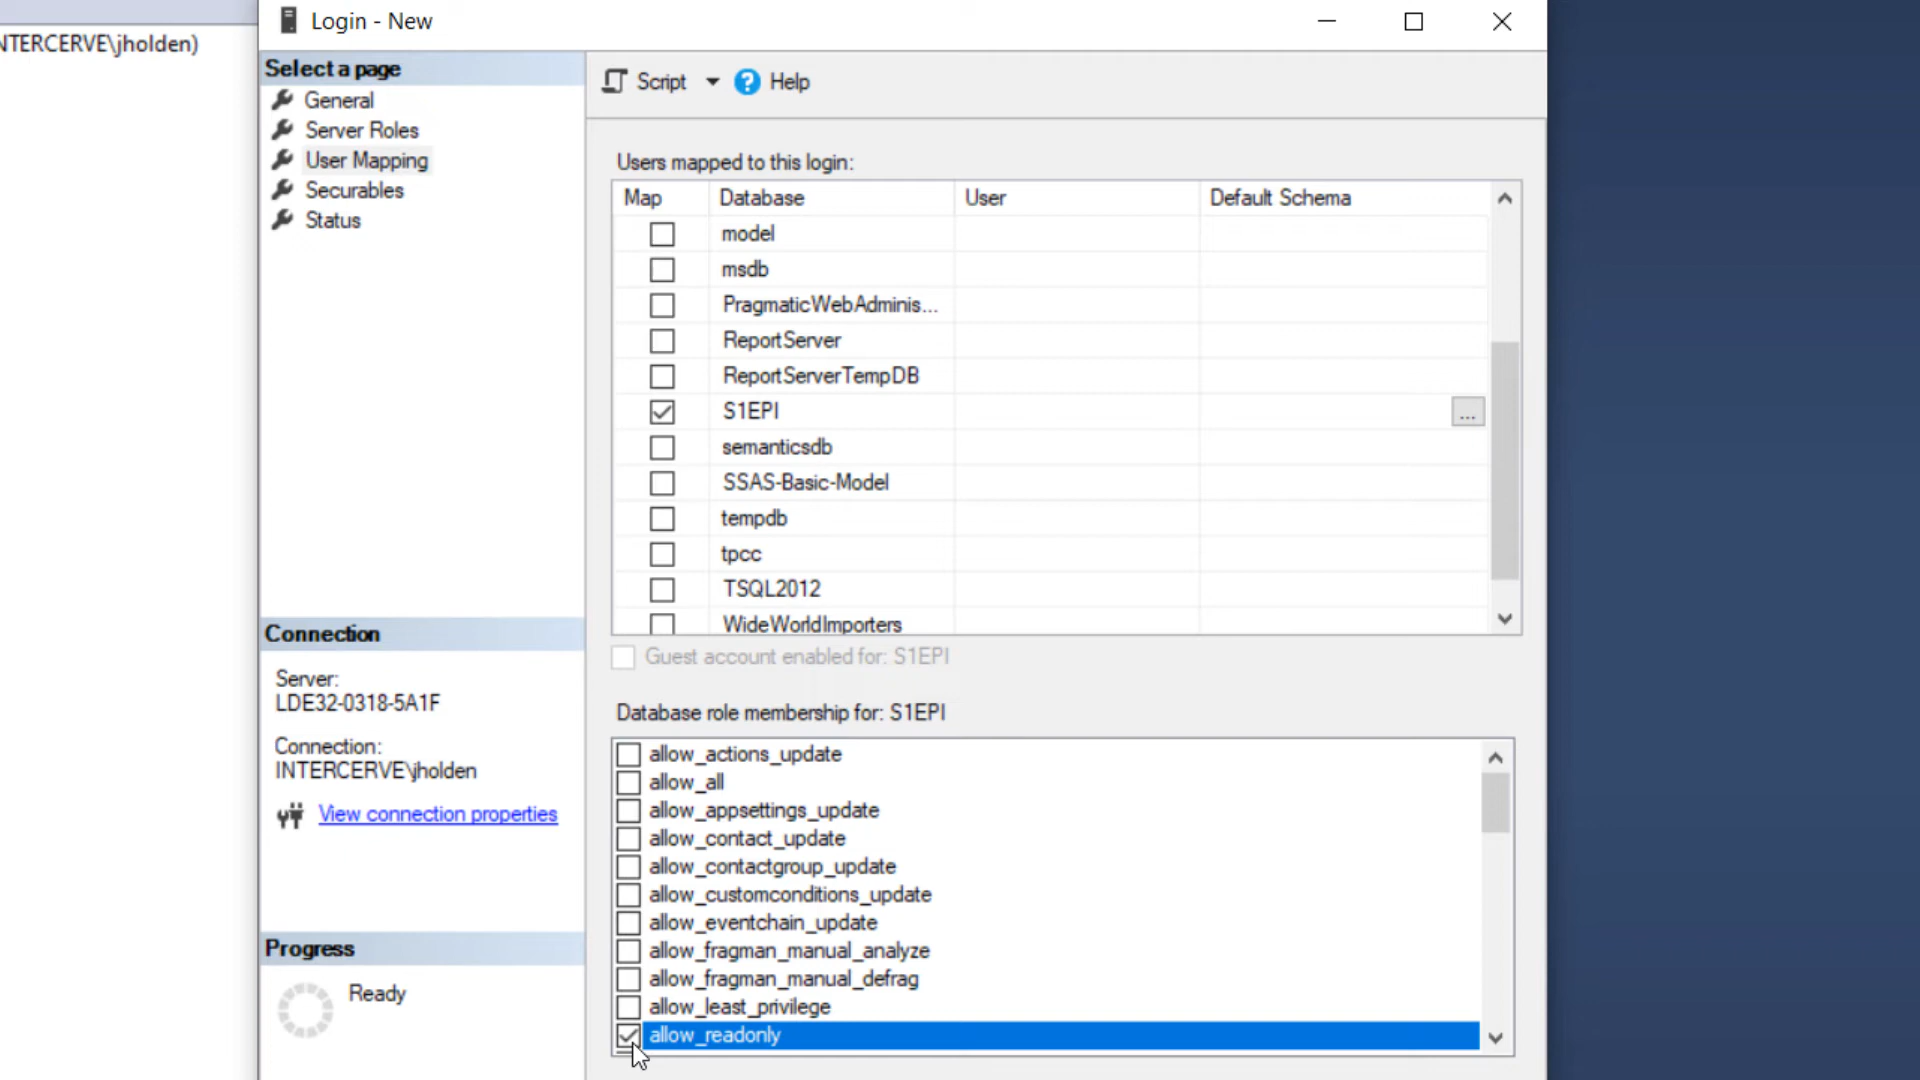 NTERCERVE\jholden)
Login - New
Select a page
General
Server Roles
User Mapping
Securables
Status
Script
Help
Users mapped to this login:
Map Database User Default Schema
model
msdb
PragmaticWebAdminis...
ReportServer
ReportServerTempDB
S1EPI ...
semanticsdb
SSAS-Basic-Model
tempdb
tpcc
TSQL2012
WideWorldImporters
Guest account enabled for: S1EPI
Database role membership for: S1EPI
allow_actions_update
allow_all
allow_appsettings_update
allow_contact_update
allow_contactgroup_update
allow_customconditions_update
allow_eventchain_update
allow_fragman_manual_analyze
allow_fragman_manual_defrag
allow_least_privilege
allow_readonly
Connection
Server:
LDE32-0318-5A1F
Connection:
INTERCERVE\jholden
View connection properties
Progress
Ready